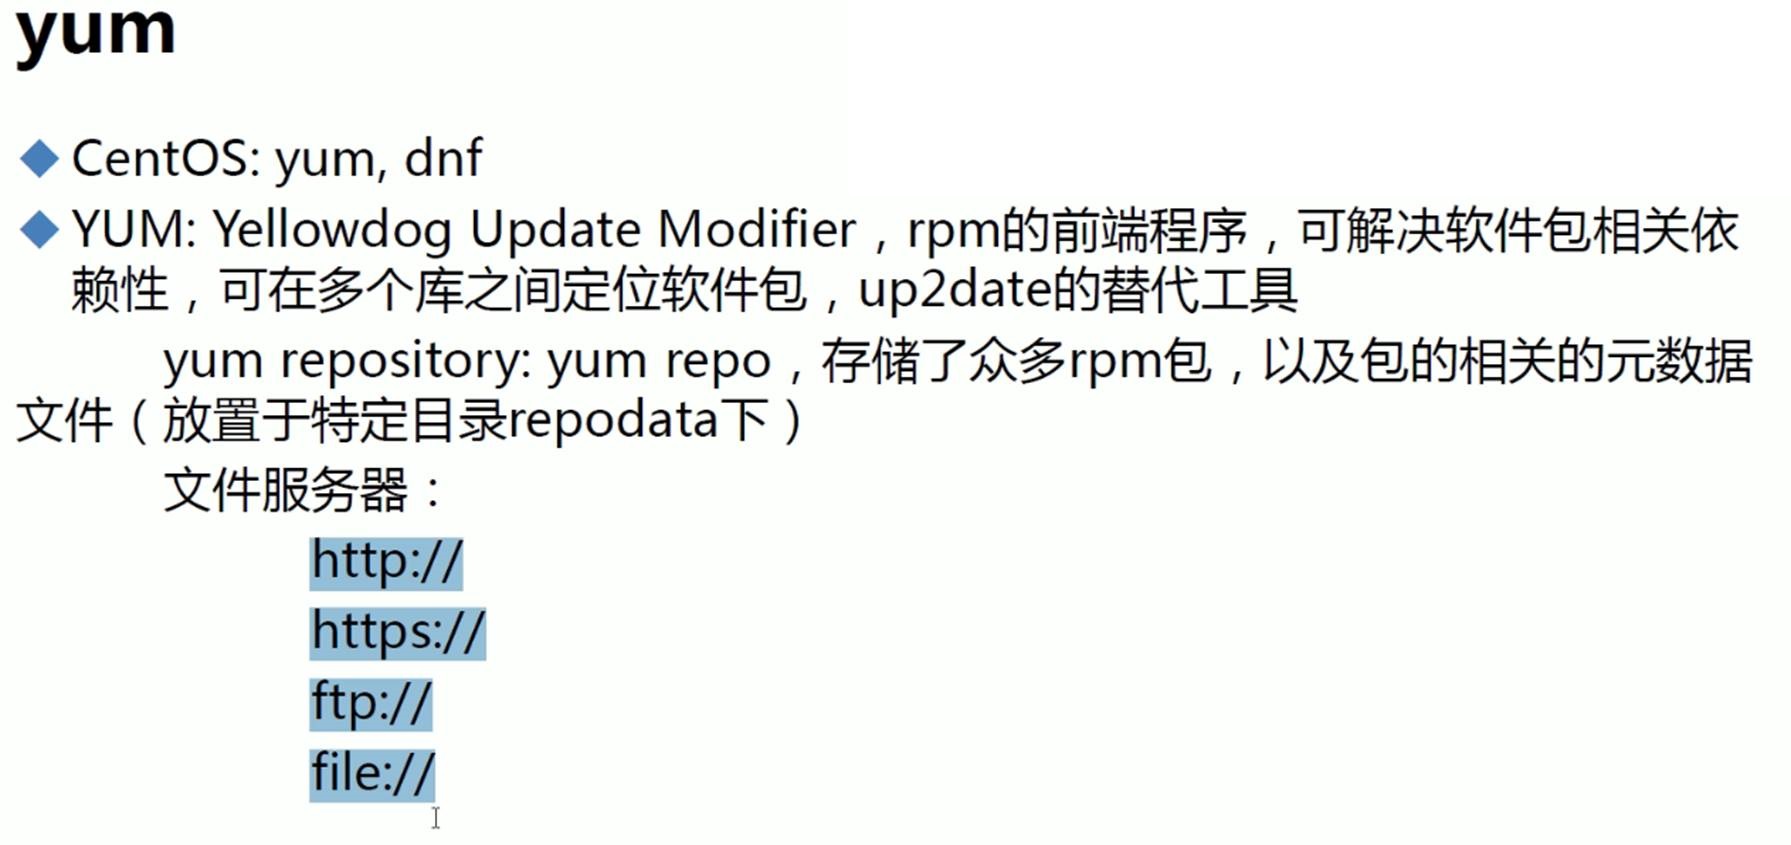 yum
CentOS: yum, dnf
YUM: Yellowdog Update Modifier，rpm的前端程序，可解决软件包相关依
赖性，可在多个库之间定位软件包，up2date的替代工具
yum repository: yum repo，存储了众多rpm包，以及包的相关的元数据
文件（放置于特定目录repodata下）
文件服务器：
http://
https://
ftp://
file://